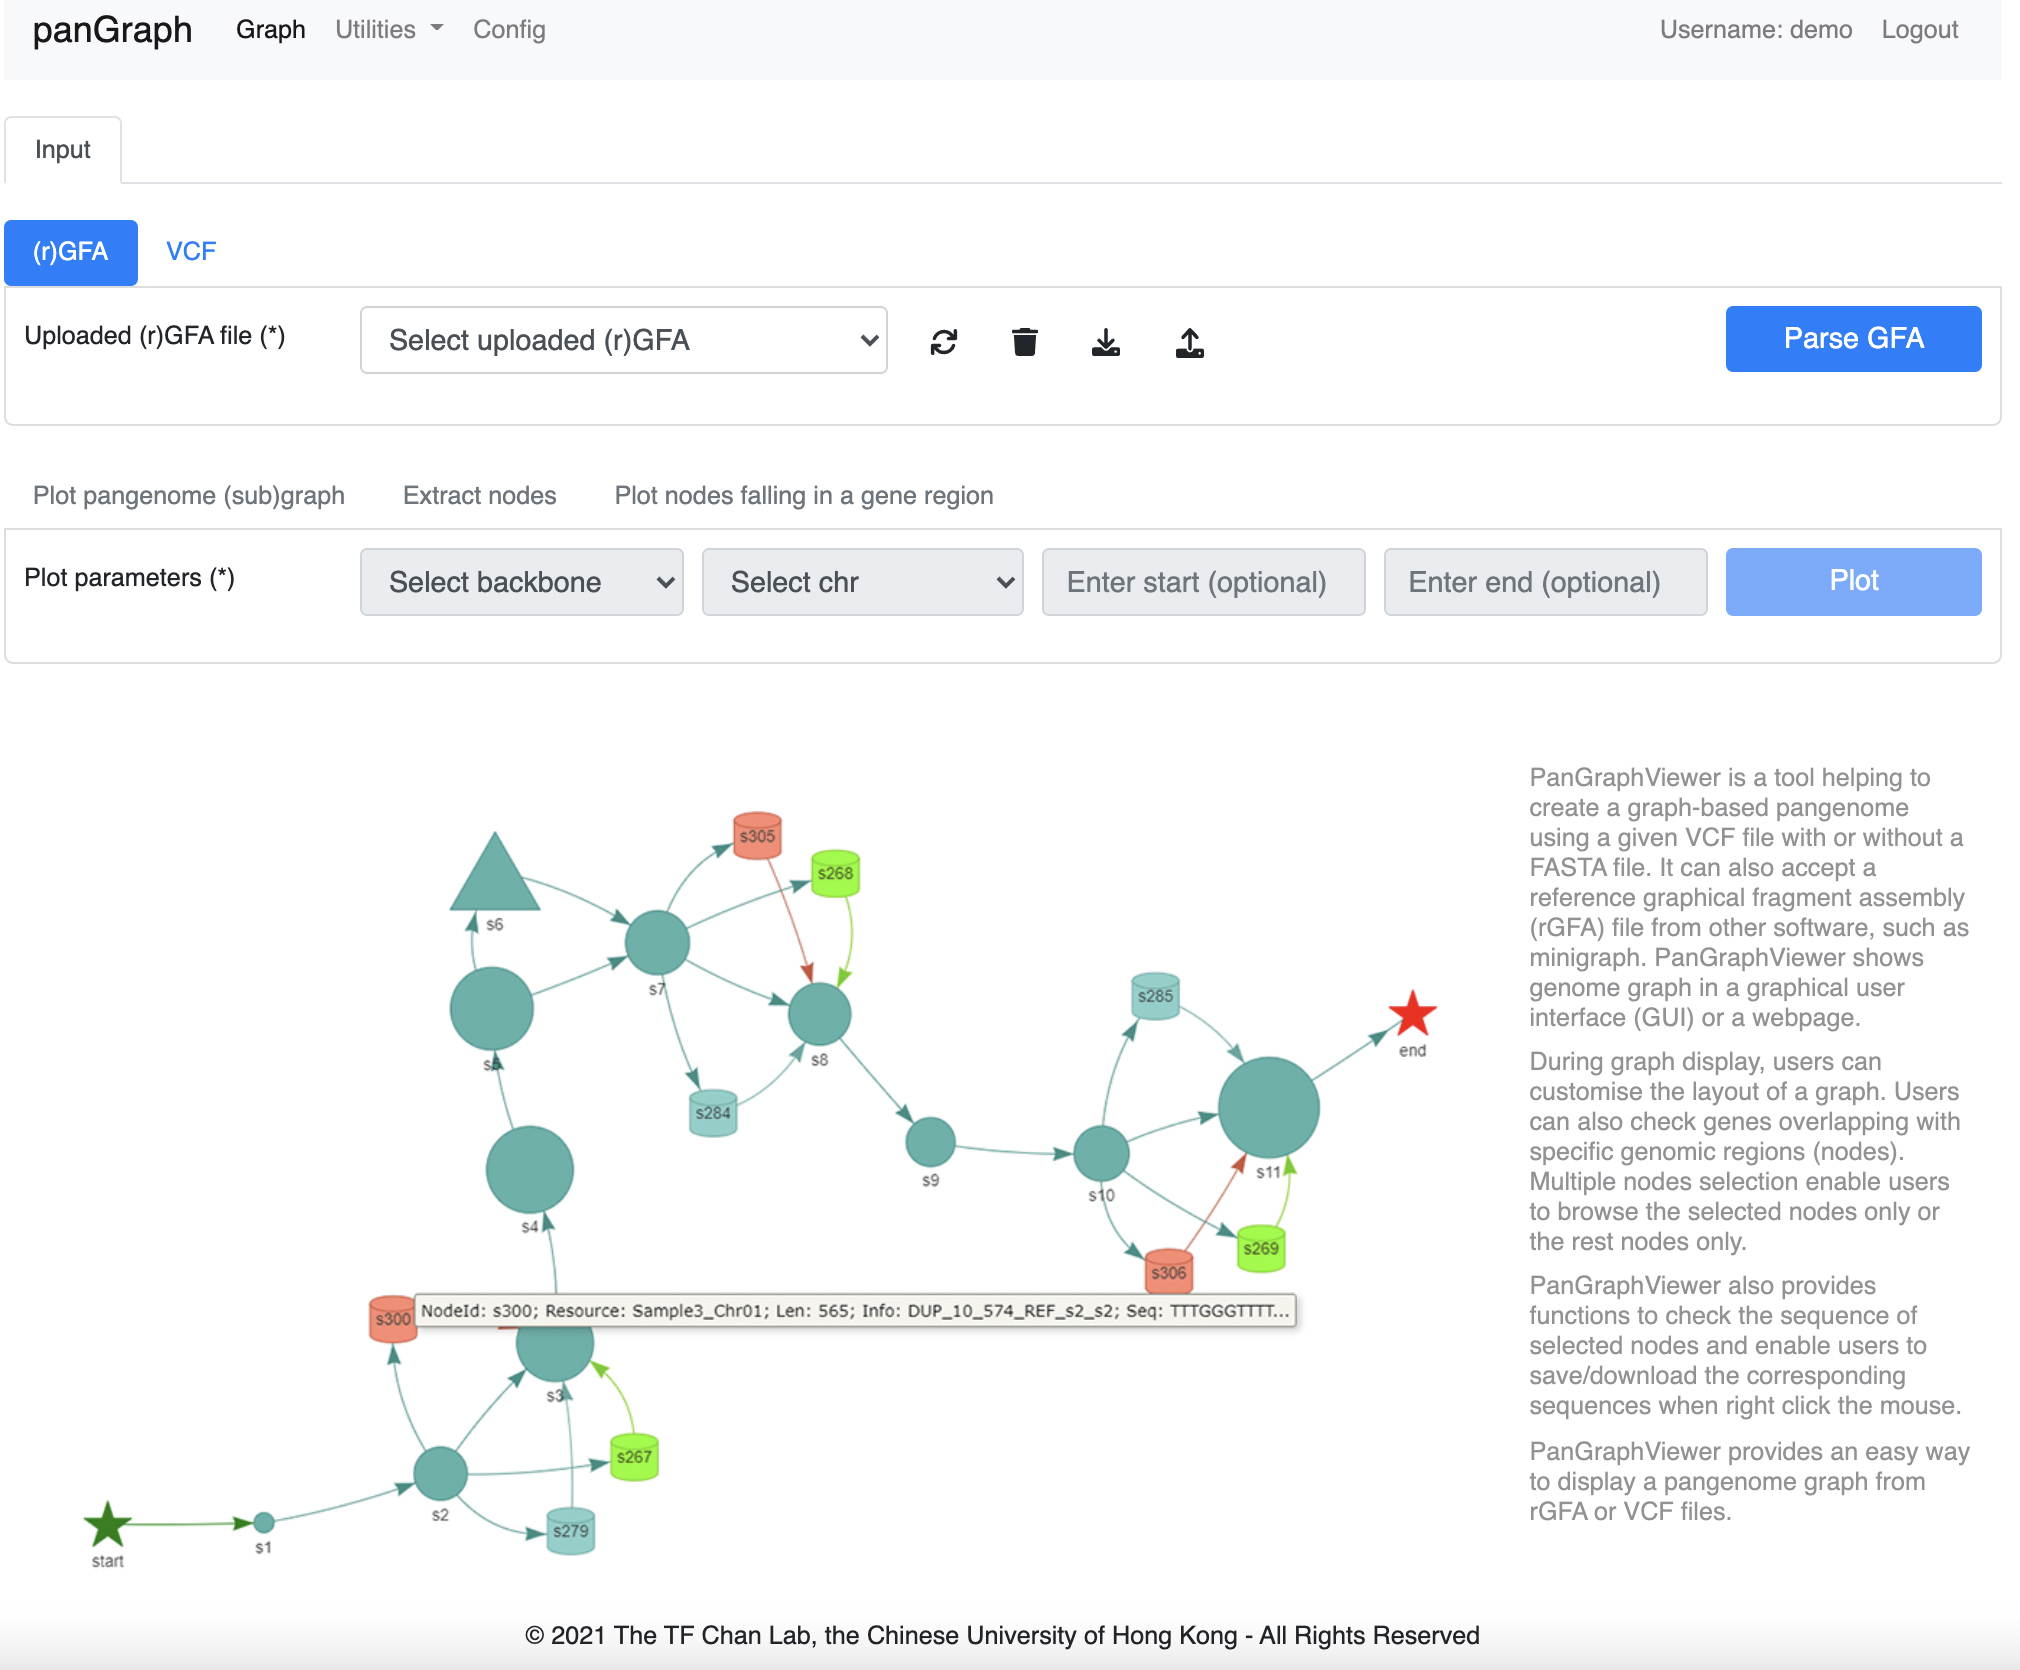 panGraph Graph Utilities Config Username: demo Logout
Input
(r)GFA VCF
Uploaded (r)GFA file (*) Select uploaded (r)GFA Parse GFA
Plot pangenome (sub)graph Extract nodes Plot nodes falling in a gene region
Plot parameters (*) Select backbone Select chr Enter start (optional) Enter end (optional) Plot
s305
s268
s6
s7
s8
s5
s284
s4
s9
s285
end
s11
s10
s269
s306
s300
NodeId: s300; Resource: Sample3_Chr01; Len: 565; Info: DUP_10_574_REF_s2_s2; Seq: TTTGGGTTTT...
s3
s267
s2
s279
s1
start
PanGraphViewer is a tool helping to
create a graph-based pangenome
using a given VCF file with or without a
FASTA file. It can also accept a
reference graphical fragment assembly
(rGFA) file from other software, such as
minigraph. PanGraphViewer shows
genome graph in a graphical user
interface (GUI) or a webpage.
During graph display, users can
customise the layout of a graph. Users
can also check genes overlapping with
specific genomic regions (nodes).
Multiple nodes selection enable users
to browse the selected nodes only or
the rest nodes only.
PanGraphViewer also provides
functions to check the sequence of
selected nodes and enable users to
save/download the corresponding
sequences when right click the mouse.
PanGraphViewer provides an easy way
to display a pangenome graph from
rGFA or VCF files.
© 2021 The TF Chan Lab, the Chinese University of Hong Kong - All Rights Reserved